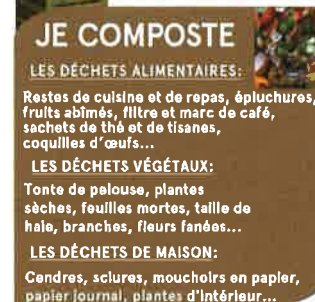 JE COMPOSTE
LES DÉCHETS ALIMENTAIRES:
Restes de cuisine et de repas, épluchures,
fruits abîmés, filtre et marc de café,
sachets de thé et de tisanes,
coquilles d'œufs...
LES DÉCHETS VÉGÉTAUX:
Tonte de pelouse, plantes
sèches, feuilles mortes, taille de
haie, branches, fleurs fanées...
LES DÉCHETS DE MAISON:
Cendres, sciures, mouchoirs en papier,
papier journal, plantes d'intérieur...